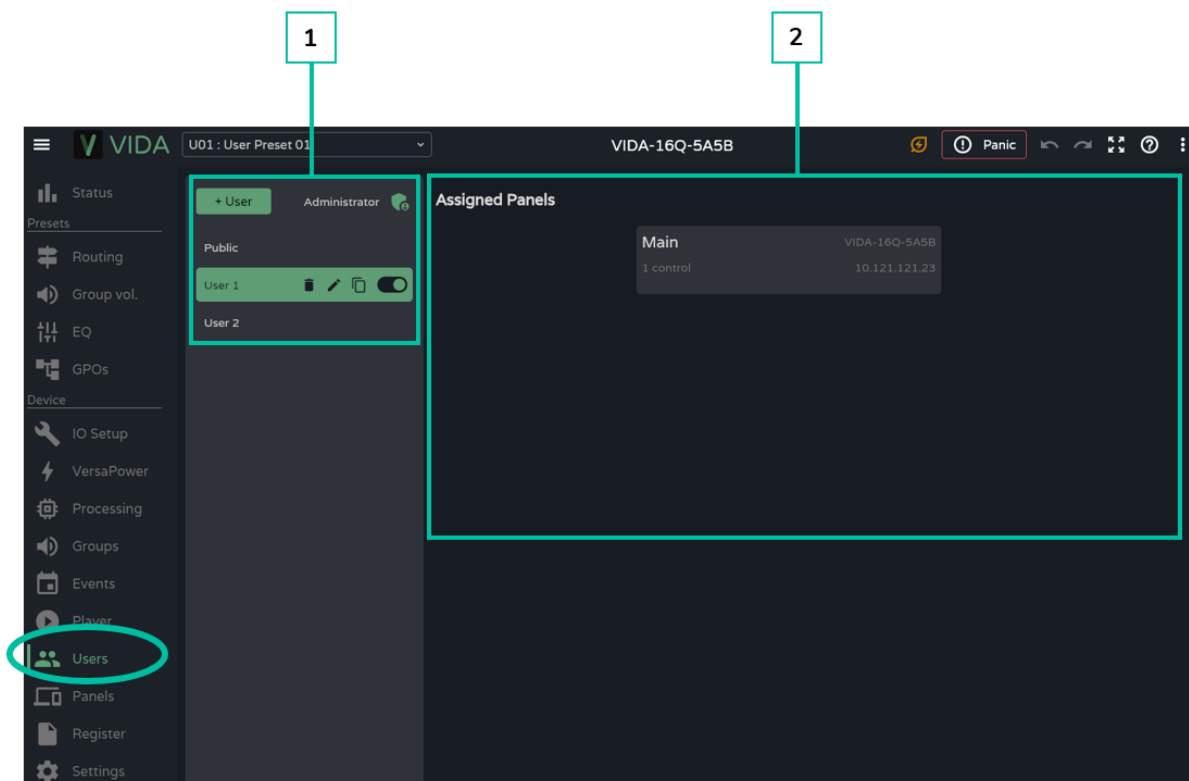 1
2
VIDA
U01 : User Preset 01
VIDA-16Q-5A5B
Panic
Status
Presets
Routing
Group vol.
EQ
GPOs
Device
IO Setup
VersaPower
Processing
Groups
Events
Player
Users
Panels
Register
Settings
+ User
Administrator
Public
User 1
User 2
Assigned Panels
Main
VIDA-16Q-5A5B
1 control
10.121.121.23